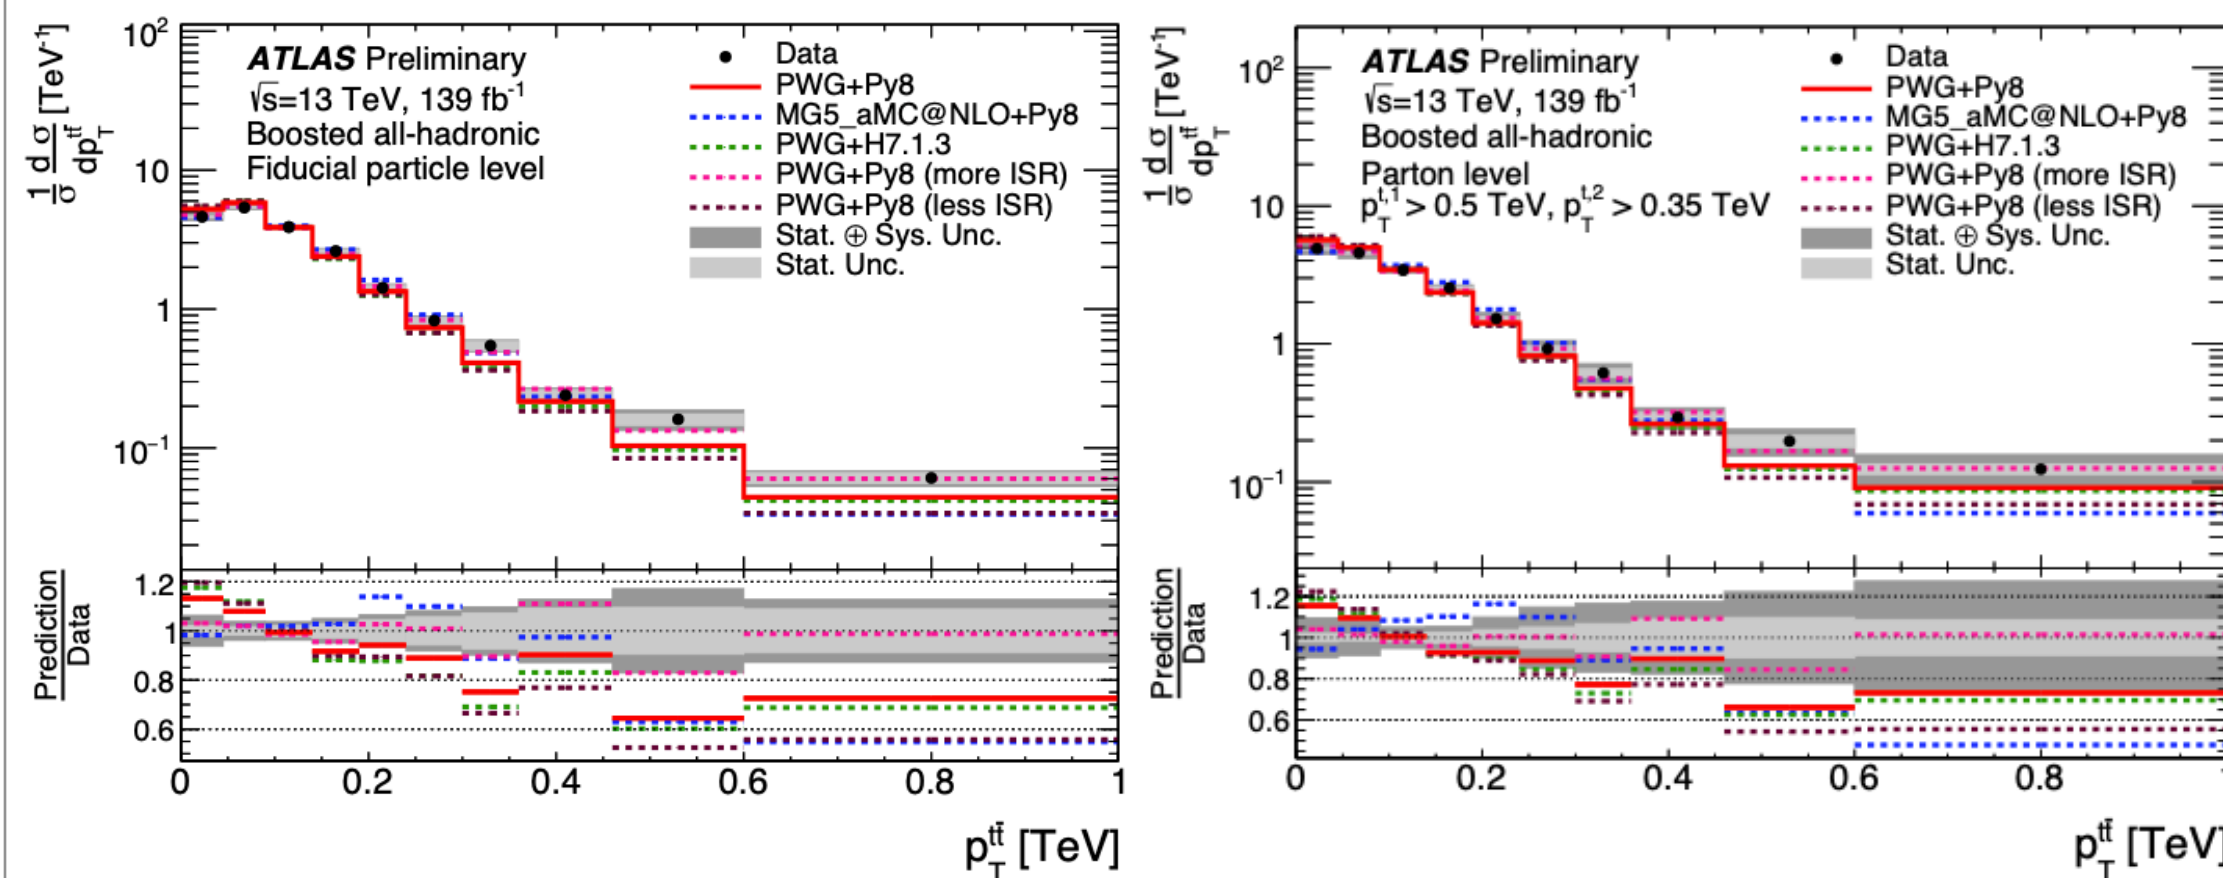 10²
10
1
10⁻¹
1/σ dσ/dp_T^{tt̄} [TeV⁻¹]
ATLAS Preliminary
√s=13 TeV, 139 fb⁻¹
Boosted all-hadronic
Fiducial particle level
Data
PWG+Py8
MG5_aMC@NLO+Py8
PWG+H7.1.3
PWG+Py8 (more ISR)
PWG+Py8 (less ISR)
Stat. ⊕ Sys. Unc.
Stat. Unc.
Prediction
Data
1.2
1
0.8
0.6
0 0.2 0.4 0.6 0.8 1
p_T^{tt̄} [TeV]
10²
10
1
10⁻¹
1/σ dσ/dp_T^{tt̄} [TeV⁻¹]
ATLAS Preliminary
√s=13 TeV, 139 fb⁻¹
Boosted all-hadronic
Parton level
p_T^{t,1} > 0.5 TeV, p_T^{t,2} > 0.35 TeV
Data
PWG+Py8
MG5_aMC@NLO+Py8
PWG+H7.1.3
PWG+Py8 (more ISR)
PWG+Py8 (less ISR)
Stat. ⊕ Sys. Unc.
Stat. Unc.
Prediction
Data
1.2
1
0.8
0.6
0 0.2 0.4 0.6 0.8
p_T^{tt̄} [TeV]